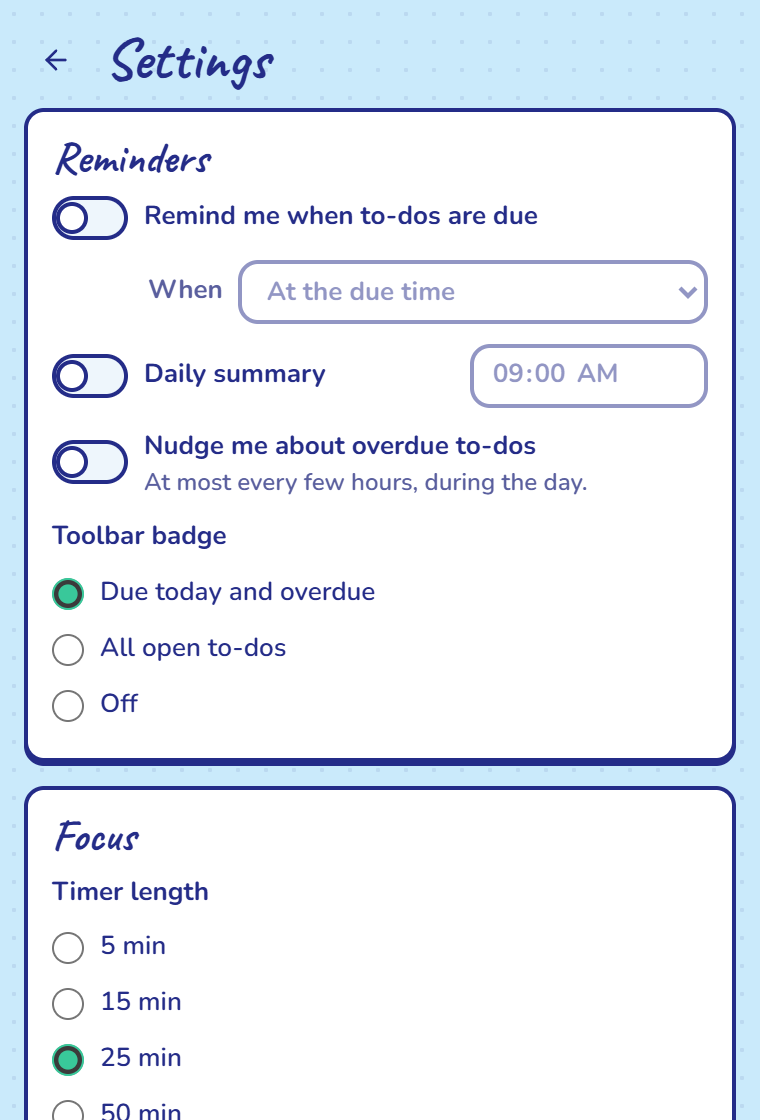 Settings
Reminders
Remind me when to-dos are due
When At the due time
Daily summary 09:00 AM
Nudge me about overdue to-dos
At most every few hours, during the day.
Toolbar badge
Due today and overdue
All open to-dos
Off
Focus
Timer length
5 min
15 min
25 min
50 min